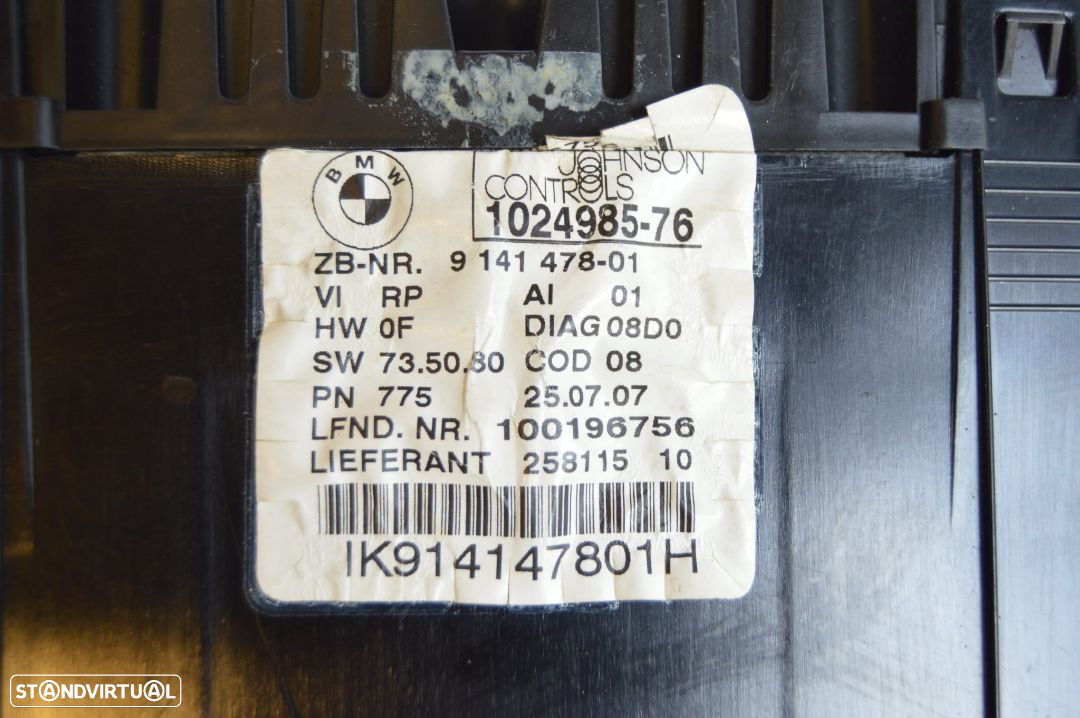 BMW
JOHNSON
CONTROLS
1024985-76
ZB-NR. 9 141 478-01
VI RP AI 01
HW 0F DIAG 08D0
SW 73.50.80 COD 08
PN 775 25.07.07
LFND. NR. 100196756
LIEFERANT 258115 10
IK914147801H
STANDVIRTUAL